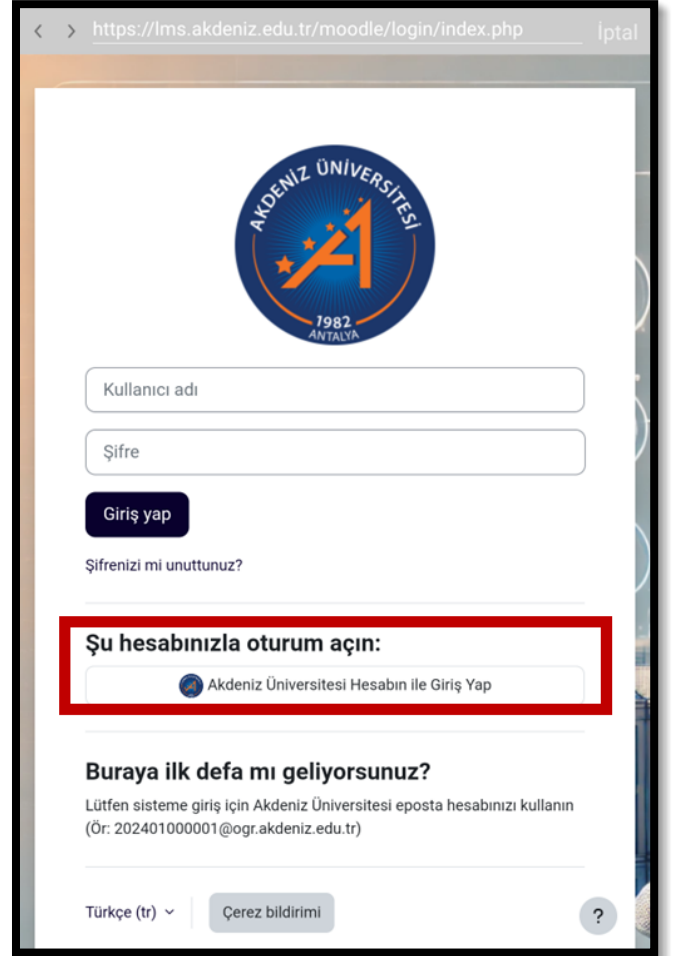 https://lms.akdeniz.edu.tr/moodle/login/index.php İptal
AKDENİZ ÜNİVERSİTESİ
1982
ANTALYA
Kullanıcı adı
Şifre
Giriş yap
Şifrenizi mi unuttunuz?
Şu hesabınızla oturum açın:
Akdeniz Üniversitesi Hesabın ile Giriş Yap
Buraya ilk defa mı geliyorsunuz?
Lütfen sisteme giriş için Akdeniz Üniversitesi eposta hesabınızı kullanın
(Ör: 202401000001@ogr.akdeniz.edu.tr)
Türkçe (tr) Çerez bildirimi ?